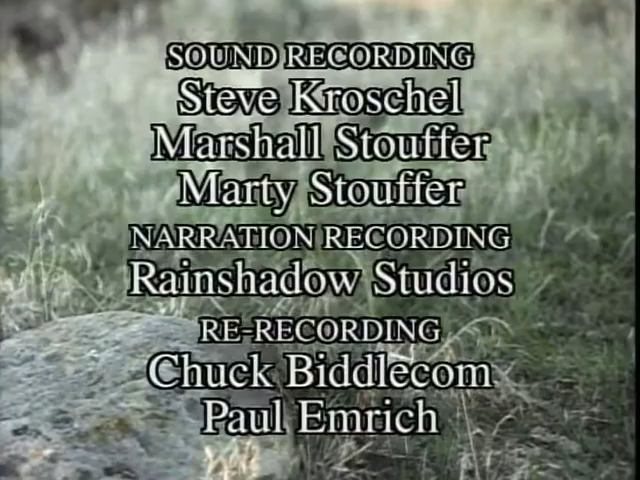 SOUND RECORDING
Steve Kroschel
Marshall Stouffer
Marty Stouffer
NARRATION RECORDING
Rainshadow Studios
RE-RECORDING
Chuck Biddlecom
Paul Emrich